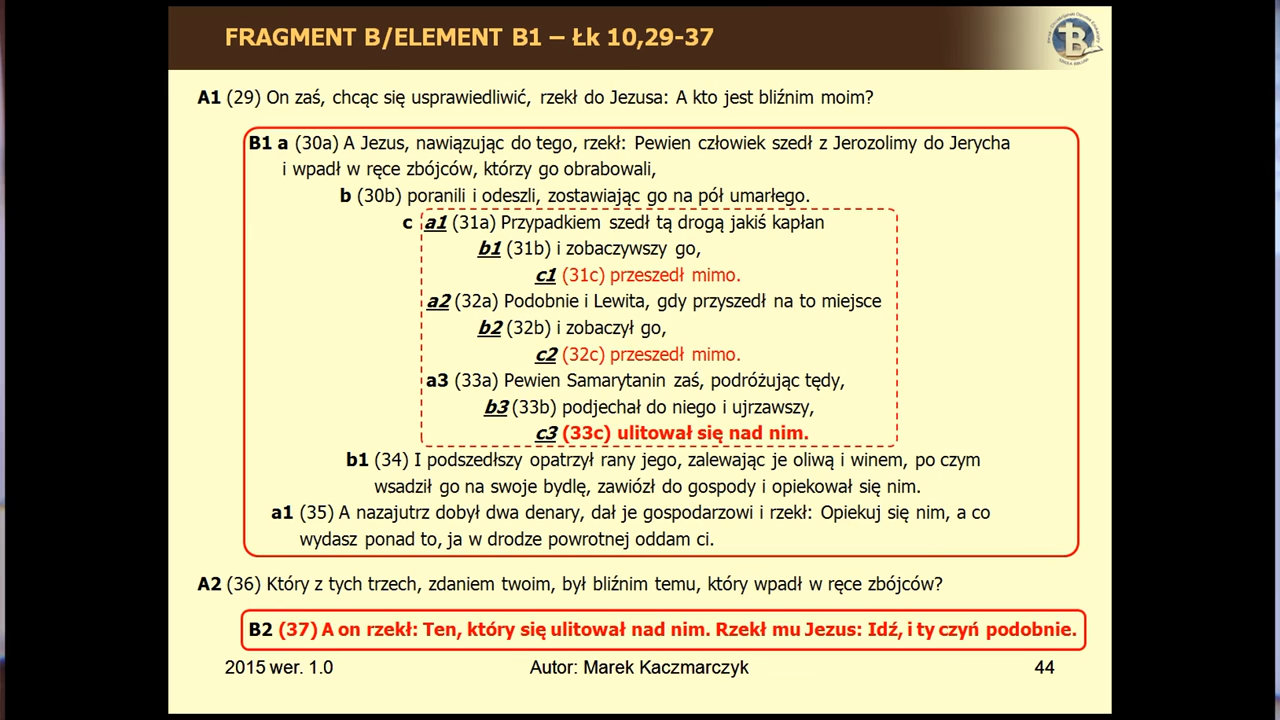 FRAGMENT B/ELEMENT B1 – Łk 10,29-37
A1 (29) On zaś, chcąc się usprawiedliwić, rzekł do Jezusa: A kto jest bliźnim moim?
B1 a (30a) A Jezus, nawiązując do tego, rzekł: Pewien człowiek szedł z Jerozolimy do Jerycha
i wpadł w ręce zbójców, którzy go obrabowali,
b (30b) poranili i odeszli, zostawiając go na pół umarłego.
c a1 (31a) Przypadkiem szedł tą drogą jakiś kapłan
b1 (31b) i zobaczywszy go,
c1 (31c) przeszedł mimo.
a2 (32a) Podobnie i Lewita, gdy przyszedł na to miejsce
b2 (32b) i zobaczył go,
c2 (32c) przeszedł mimo.
a3 (33a) Pewien Samarytanin zaś, podróżując tędy,
b3 (33b) podjechał do niego i ujrzawszy,
c3 (33c) ulitował się nad nim.
b1 (34) I podszedłszy opatrzył rany jego, zalewając je oliwą i winem, po czym
wsadził go na swoje bydlę, zawiózł do gospody i opiekował się nim.
a1 (35) A nazajutrz dobył dwa denary, dał je gospodarzowi i rzekł: Opiekuj się nim, a co
wydasz ponad to, ja w drodze powrotnej oddam ci.
A2 (36) Który z tych trzech, zdaniem twoim, był bliźnim temu, który wpadł w ręce zbójców?
B2 (37) A on rzekł: Ten, który się ulitował nad nim. Rzekł mu Jezus: Idź, i ty czyń podobnie.
2015 wer. 1.0
Autor: Marek Kaczmarczyk
44